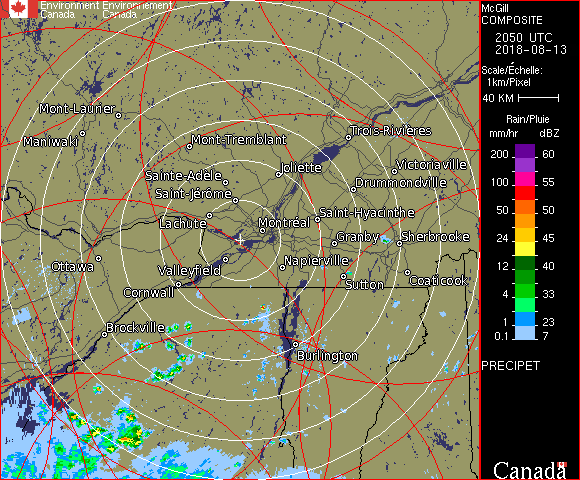 Environment Environnement
Canada Canada
McGill
COMPOSITE
2050 UTC
2018-08-13
Scale/Échelle:
1km/Pixel
40 KM
Rain/Pluie
mm/hr dBZ
200 60
55
100 55
50 50
24 45
12 40
4 33
1 23
0.1 7
PRECIPET
Canada
Mont-Laurier
Maniwaki
Mont-Tremblant
Trois-Rivières
Joliette
Victoriaville
Sainte-Adèle
Drummondville
Saint-Jérôme
Lachute
Montréal
Saint-Hyacinthe
Granby
Sherbrooke
Ottawa
Valleyfield
Napierville
Cornwall
Sutton
Coaticook
Brockville
Burlington